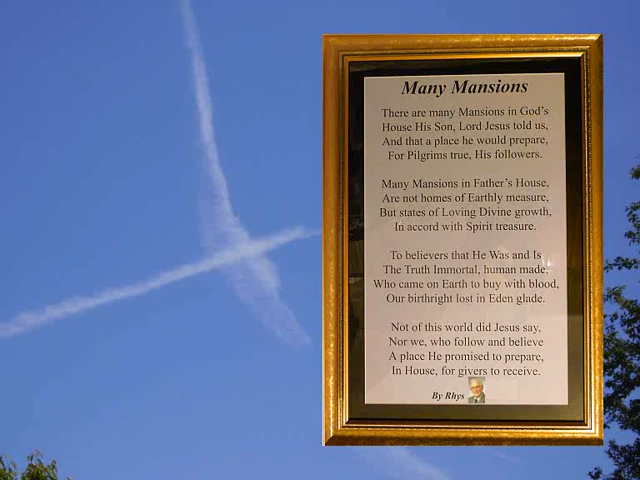 Many Mansions
There are many Mansions in God's
House His Son, Lord Jesus told us,
And that a place he would prepare,
For Pilgrims true, His followers.
Many Mansions in Father's House,
Are not homes of Earthly measure,
But states of Loving Divine growth,
In accord with Spirit treasure.
To believers that He Was and Is
The Truth Immortal, human made.
Who came on Earth to buy with blood,
Our birthright lost in Eden glade.
Not of this world did Jesus say,
Nor we, who follow and believe
A place He promised to prepare,
In House, for givers to receive.
By Rhys